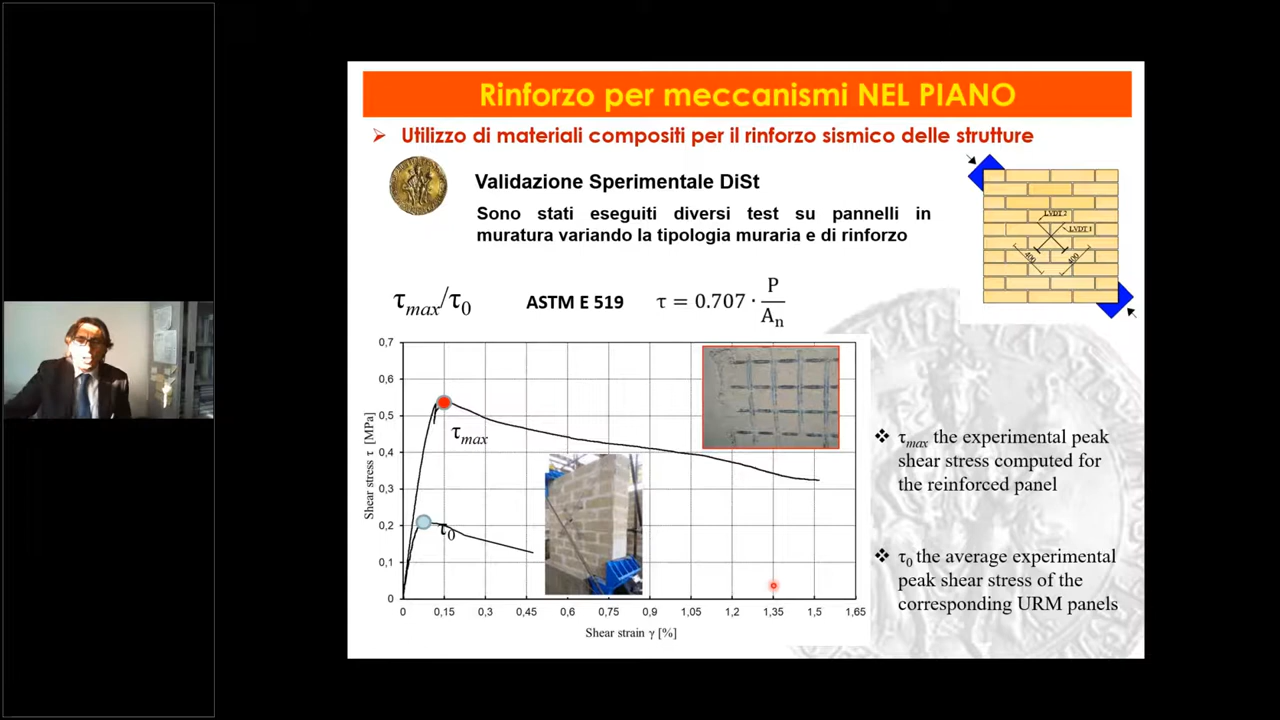 Rinforzo per meccanismi NEL PIANO
➢ Utilizzo di materiali compositi per il rinforzo sismico delle strutture
Validazione Sperimentale DiSt
Sono stati eseguiti diversi test su pannelli in
muratura variando la tipologia muraria e di rinforzo
LVDT 2
LVDT 1
400
400
τmax/τ0
ASTM E 519
τ = 0.707 · P/An
0,7
0,6
0,5
0,4
0,3
0,2
0,1
0
Shear stress τ [MPa]
τmax
τ0
0 0,15 0,3 0,45 0,6 0,75 0,9 1,05 1,2 1,35 1,5 1,65
Shear strain γ [%]
❖ τmax the experimental peak
shear stress computed for
the reinforced panel
❖ τ0 the average experimental
peak shear stress of the
corresponding URM panels